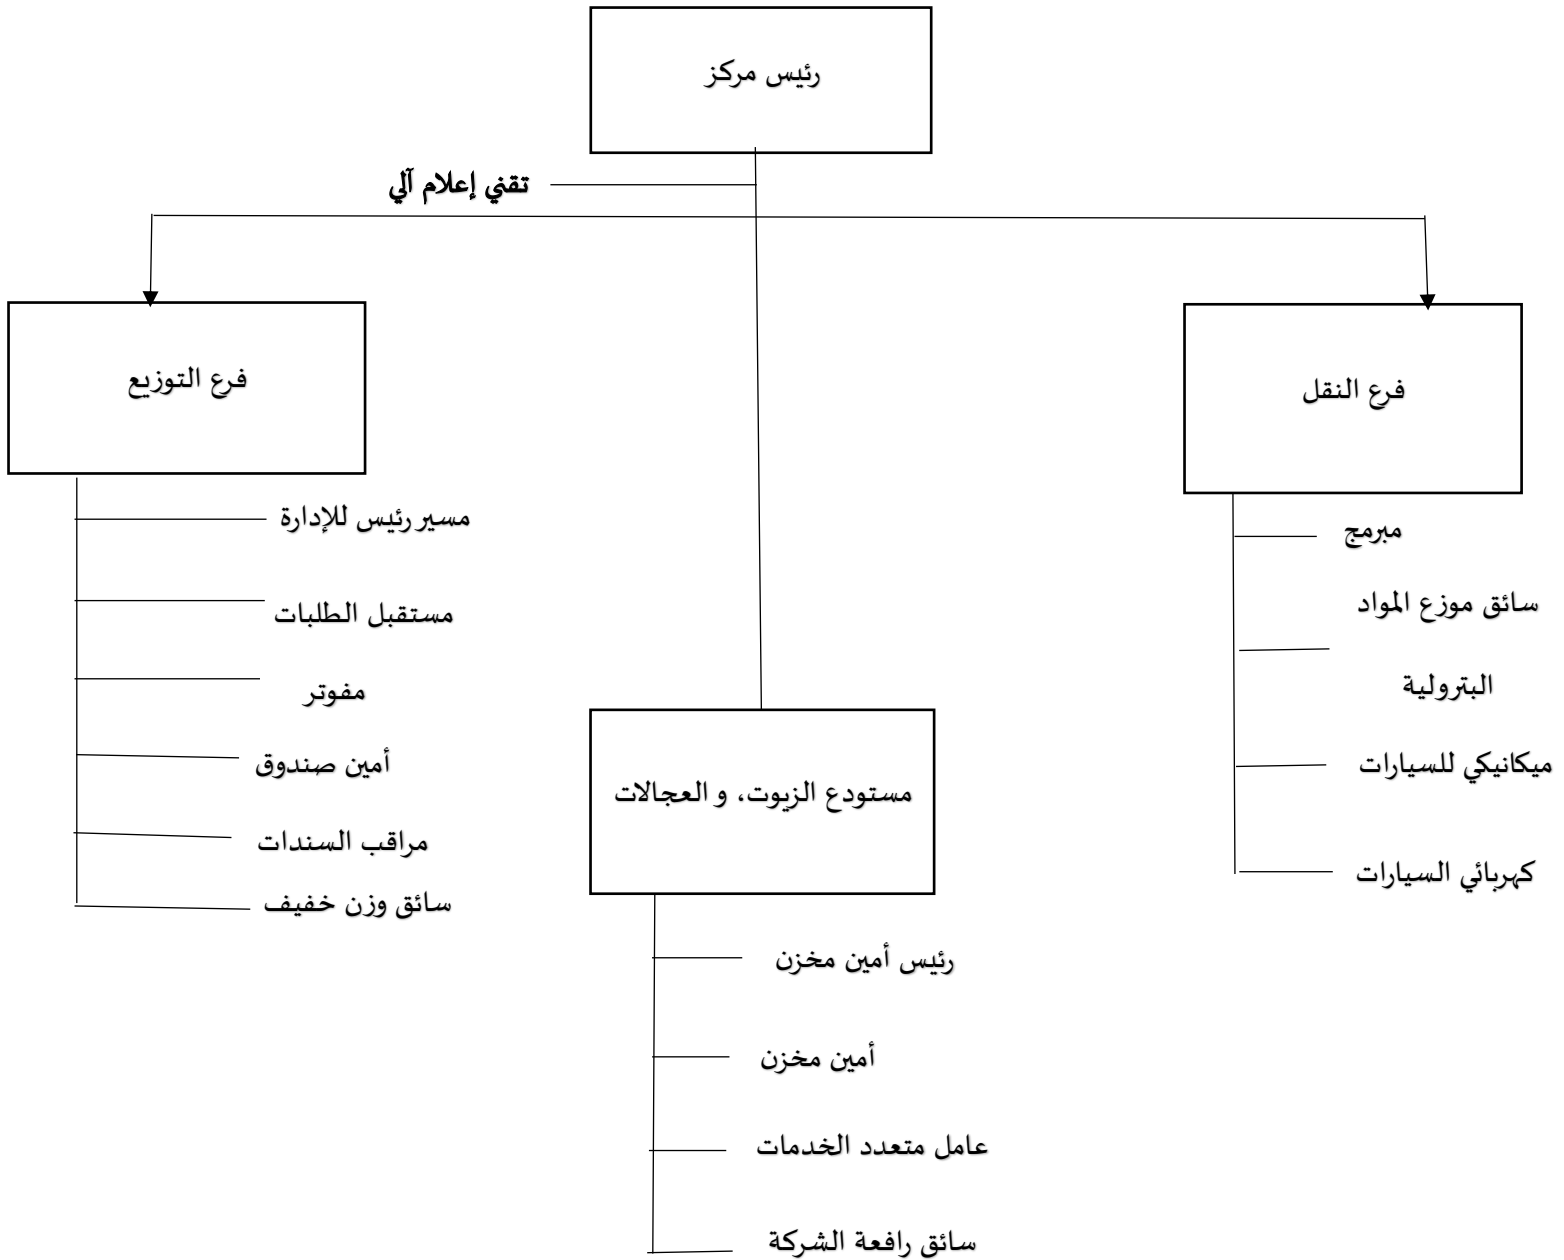 رئيس مركز
تقني إعلام آلي
فرع النقل
مبرمج
سائق موزع المواد
البترولية
ميكانيكي للسيارات
كهربائي السيارات
مستودع الزيوت، و العجالات
رئيس أمين مخزن
أمين مخزن
عامل متعدد الخدمات
سائق رافعة الشركة
فرع التوزيع
مسير رئيس للإدارة
مستقبل الطلبات
مفوتر
أمين صندوق
مراقب السندات
سائق وزن خفيف